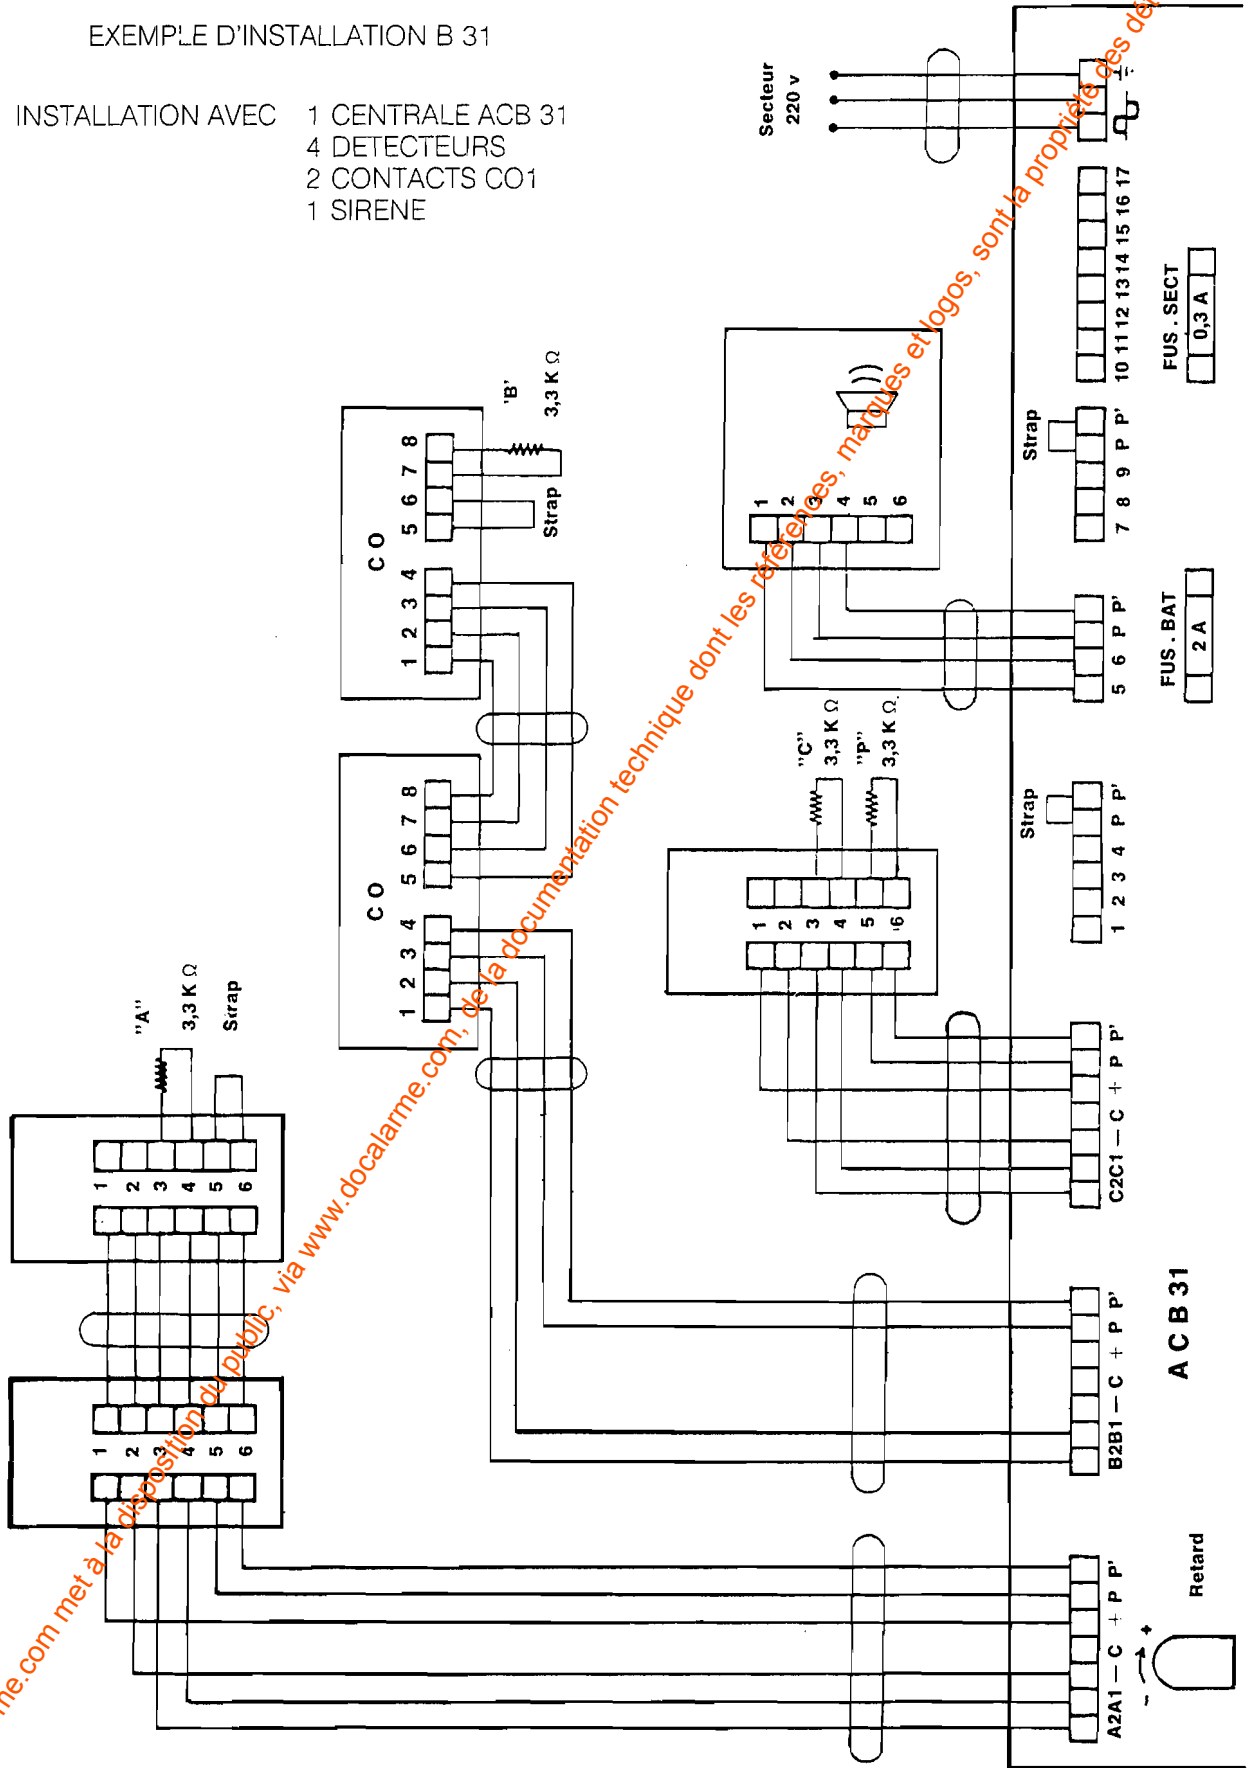 EXEMPLE D'INSTALLATION B 31
INSTALLATION AVEC 1 CENTRALE ACB 31
4 DETECTEURS
2 CONTACTS CO1
1 SIRENE
Secteur
220 v
10 11 12 13 14 15 16 17
FUS . SECT
0,3 A
Strap
7 8 9 P P'
1
2
3
4
5
6
5 6 P P'
FUS . BAT
2 A
CO
1 2 3 4 5 6 7 8
'B'
3,3 K Ω
Strap
CO
1 2 3 4 5 6 7 8
"C"
3,3 K Ω
"P"
3,3 K Ω
1
2
3
4
5
6
Strap
1 2 3 4 P P'
C2C1 – C + P P'
"A"
3,3 K Ω
Strap
1
2
3
4
5
6
1
2
3
4
5
6
B2B1 – C + P P'
ACB 31
A2A1 – C + P P'
- +
Retard
me.com met à la disposition du public, via www.docalarme.com, de la documentation technique dont les références, marques et logos, sont la propriété des dét